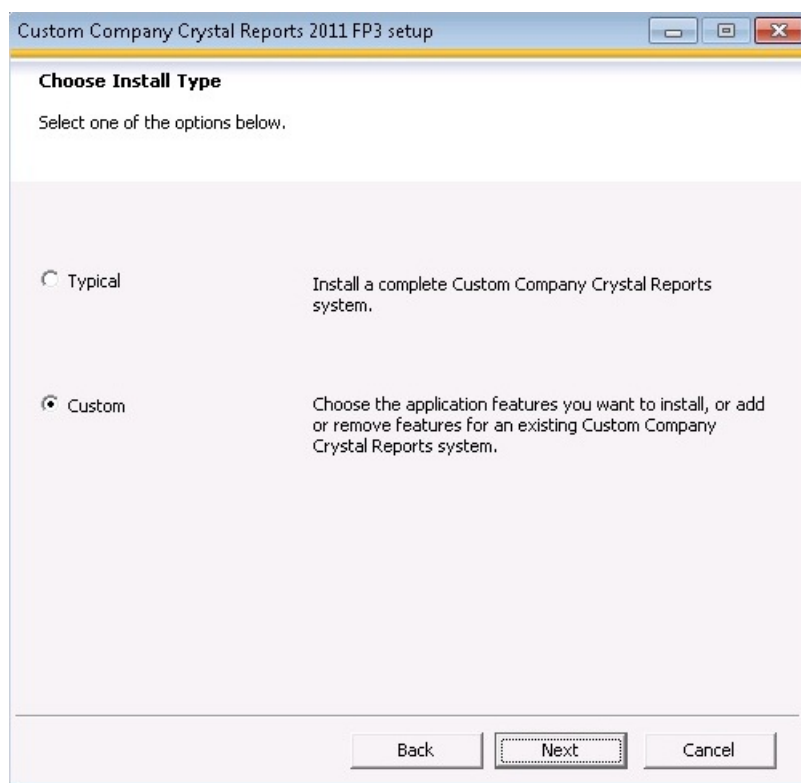 Custom Company Crystal Reports 2011 FP3 setup
Choose Install Type
Select one of the options below.
Typical
Install a complete Custom Company Crystal Reports
system.
Custom
Choose the application features you want to install, or add
or remove features for an existing Custom Company
Crystal Reports system.
Back
Next
Cancel